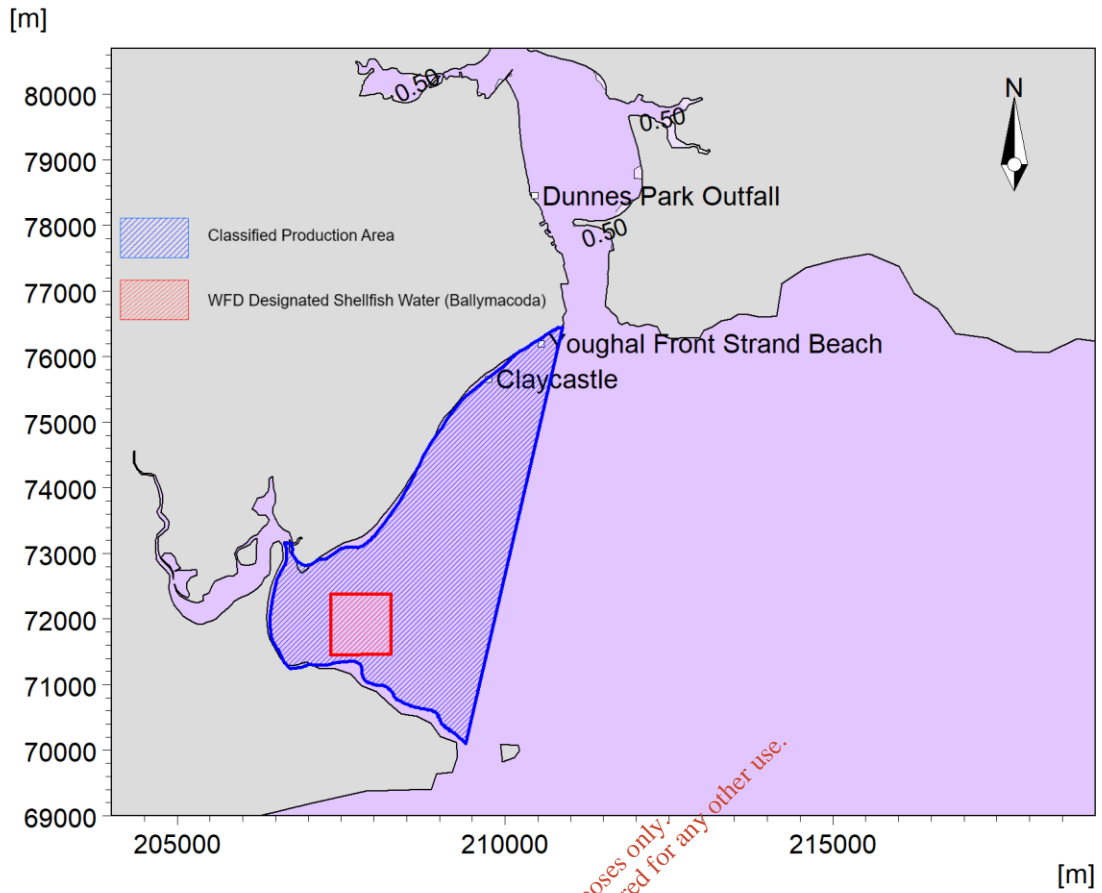 [m]
80000
79000
78000
77000
76000
75000
74000
73000
72000
71000
70000
69000
0.50
0.50
N
Dunnes Park Outfall
0.50
Classified Production Area
WFD Designated Shellfish Water (Ballymacoda)
Youghal Front Strand Beach
Claycastle
only.
for any other use.
205000
210000
215000
[m]